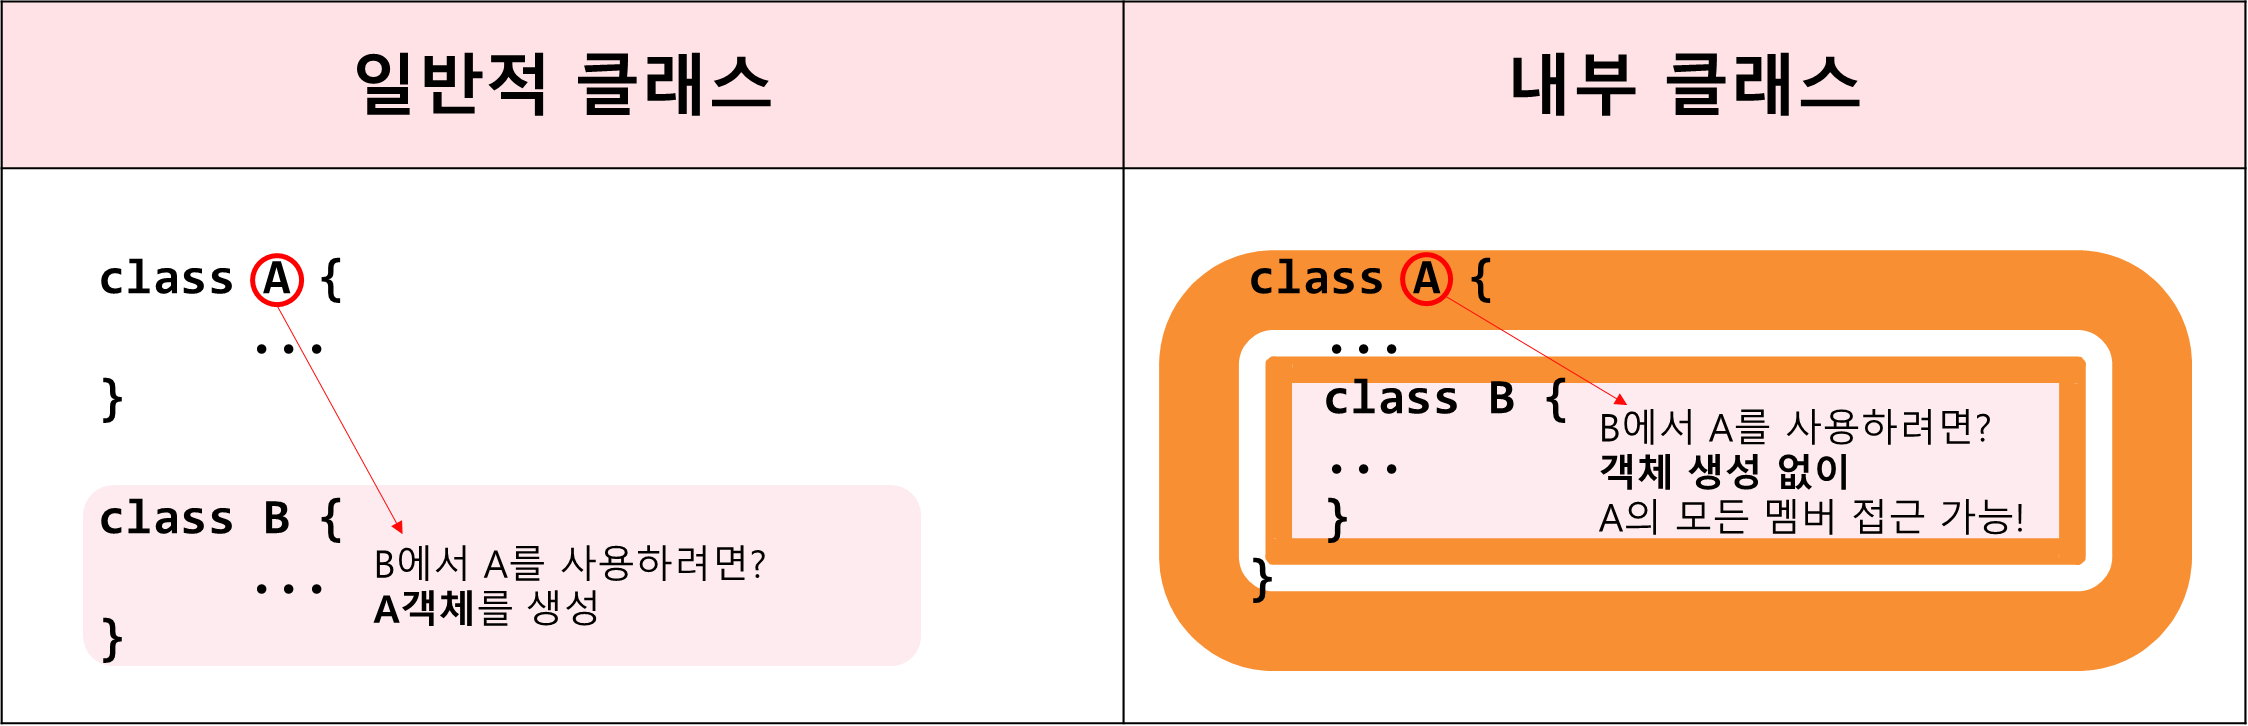 일반적 클래스
내부 클래스
class A {
...
}
class B {
...
}
B에서 A를 사용하려면?
A객체를 생성
class A {
...
class B {
...
}
}
B에서 A를 사용하려면?
객체 생성 없이
A의 모든 멤버 접근 가능!